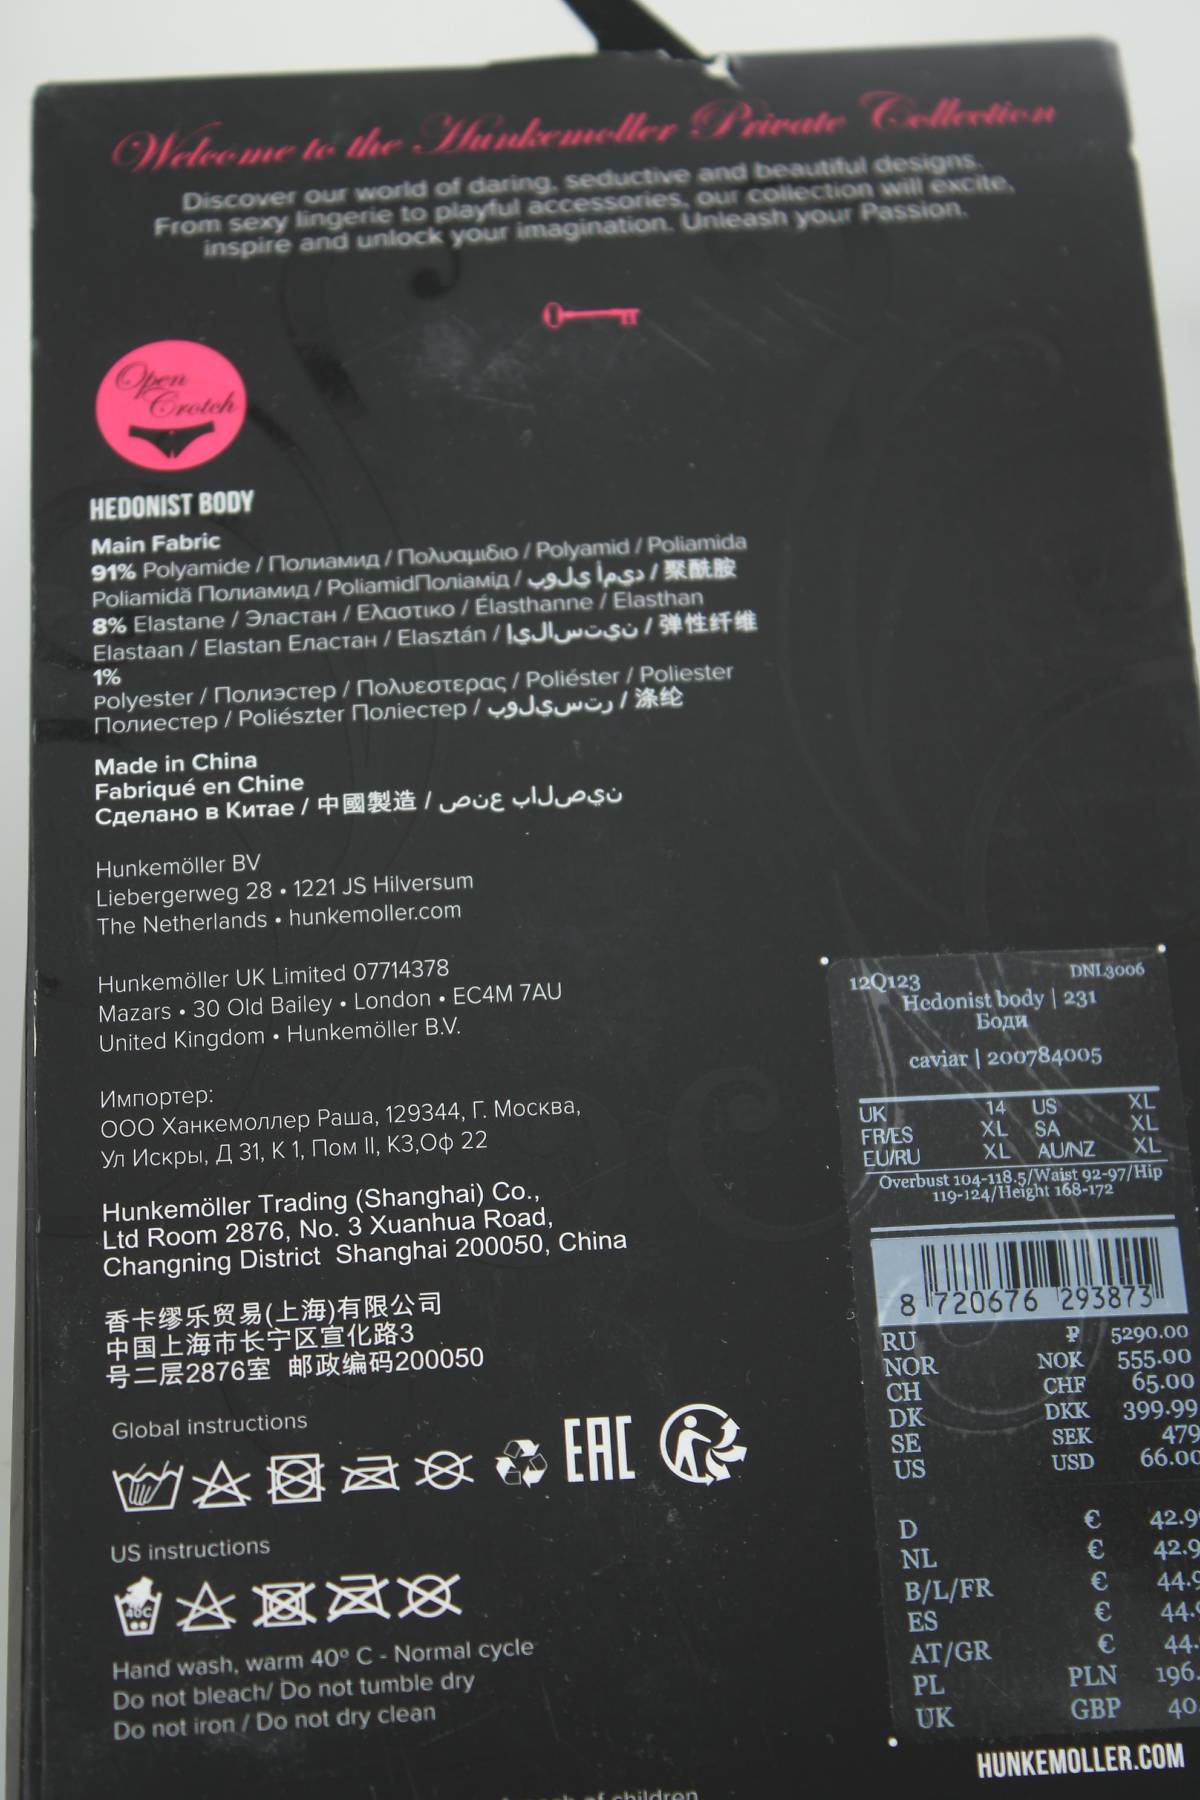 Welcome to the Hunkemoller Private Collection
Discover our world of daring, seductive and beautiful designs.
From sexy lingerie to playful accessories, our collection will excite,
inspire and unlock your imagination. Unleash your Passion.
Open
Crotch
HEDONIST BODY
Main Fabric
91% Polyamide / Полиамид / Πολυαμιδιο / Polyamid / Poliamida
Poliamidă Полиамид / PoliamidПоліамід / بولي أميد / 聚酰胺
8% Elastane / Эластан / Ελαστικο / Élasthanne / Elasthan
Elastaan / Elastan Еластан / Elasztán / إيلاستين / 弹性纤维
1%
Polyester / Полиэстер / Πολυεστερας / Poliéster / Poliester
Полиестер / Poliészter Поліестер / بوليستر / 涤纶
Made in China
Fabriqué en Chine
Сделано в Китае / 中國製造 / صنع بالصين
Hunkemöller BV
Liebergerweg 28 • 1221 JS Hilversum
The Netherlands • hunkemoller.com
Hunkemöller UK Limited 07714378
Mazars • 30 Old Bailey • London • EC4M 7AU
United Kingdom • Hunkemöller B.V.
Импортер:
ООО Ханкемоллер Раша, 129344, Г. Москва,
Ул Искры, Д 31, К 1, Пом II, К3,Оф 22
Hunkemöller Trading (Shanghai) Co.,
Ltd Room 2876, No. 3 Xuanhua Road,
Changning District Shanghai 200050, China
香卡缪乐贸易(上海)有限公司
中国上海市长宁区宣化路3
号二层2876室 邮政编码200050
Global instructions
EAC
US instructions
40C
Hand wash, warm 40° C - Normal cycle
Do not bleach/ Do not tumble dry
Do not iron / Do not dry clean
of children
12Q123 DNL3006
Hedonist body | 231
Боди
caviar | 200784005
UK 14 US XL
FR/ES XL SA XL
EU/RU XL AU/NZ XL
Overbust 104-118.5/Waist 92-97/Hip
119-124/Height 168-172
8 720676 293873
RU ₽ 5290.00
NOR NOK 555.00
CH CHF 65.00
DK DKK 399.99
SE SEK 479
US USD 66.00
D € 42.9
NL € 42.9
B/L/FR € 44.9
ES € 44.
AT/GR € 44.
PL PLN 196.
UK GBP 40.
HUNKEMOLLER.COM